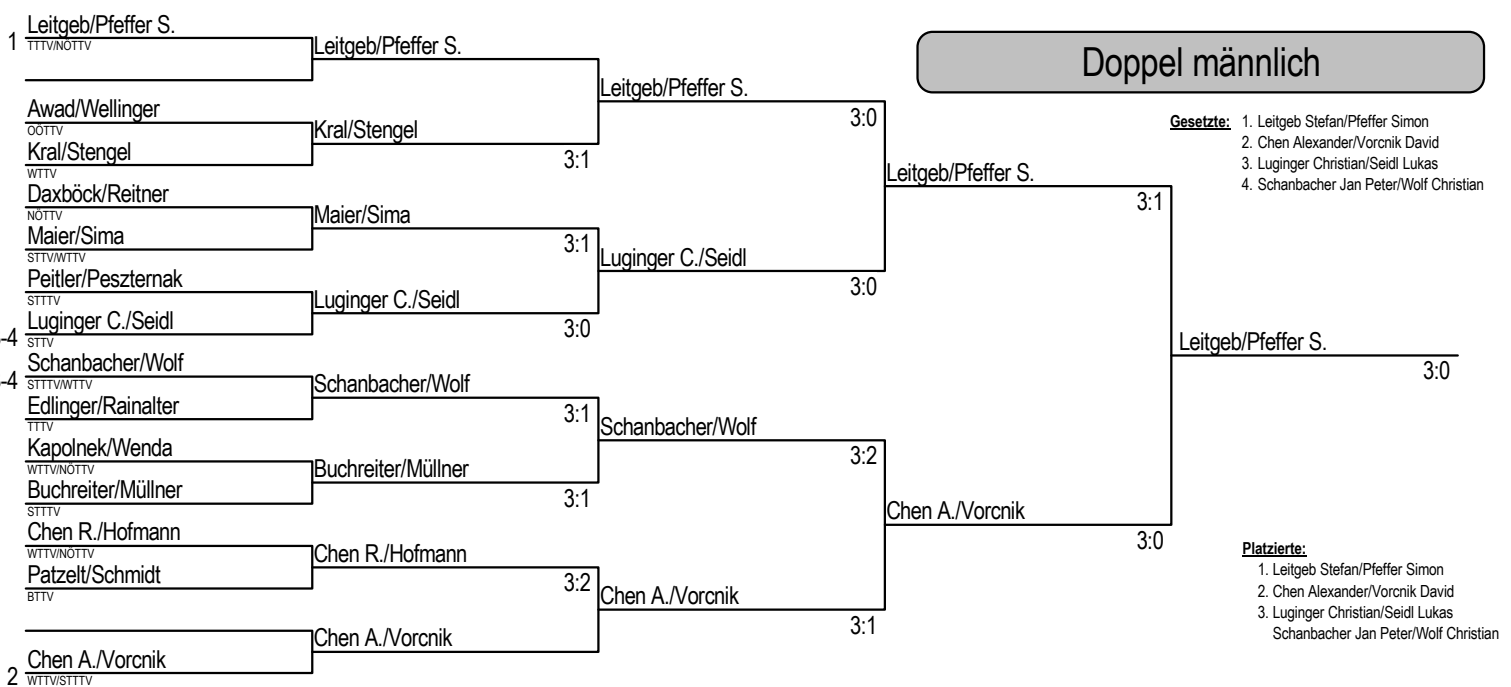 Doppel männlich
Gesetzte: 1. Leitgeb Stefan/Pfeffer Simon
2. Chen Alexander/Vorcnik David
3. Luginger Christian/Seidl Lukas
4. Schanbacher Jan Peter/Wolf Christian
1 Leitgeb/Pfeffer S.
TTTV/NÖTTV
Awad/Wellinger
OÖTTV
Kral/Stengel
WTTV
Daxböck/Reitner
NÖTTV
Maier/Sima
STTV/WTTV
Peitler/Peszternak
STTTV
-4 Luginger C./Seidl
STTV
-4 Schanbacher/Wolf
STTTV/WTTV
Edlinger/Rainalter
TTTV
Kapolnek/Wenda
WTTV/NÖTTV
Buchreiter/Müllner
STTTV
Chen R./Hofmann
WTTV/NÖTTV
Patzelt/Schmidt
BTTV
2 Chen A./Vorcnik
WTTV/STTTV
Leitgeb/Pfeffer S.
Kral/Stengel
3:1
Maier/Sima
3:1
Luginger C./Seidl
3:0
Schanbacher/Wolf
3:1
Buchreiter/Müllner
3:1
Chen R./Hofmann
3:2
Chen A./Vorcnik
Leitgeb/Pfeffer S.
3:0
Luginger C./Seidl
3:0
Schanbacher/Wolf
3:2
Chen A./Vorcnik
3:1
Leitgeb/Pfeffer S.
3:1
Chen A./Vorcnik
3:0
Leitgeb/Pfeffer S.
3:0
Platzierte:
1. Leitgeb Stefan/Pfeffer Simon
2. Chen Alexander/Vorcnik David
3. Luginger Christian/Seidl Lukas
Schanbacher Jan Peter/Wolf Christian